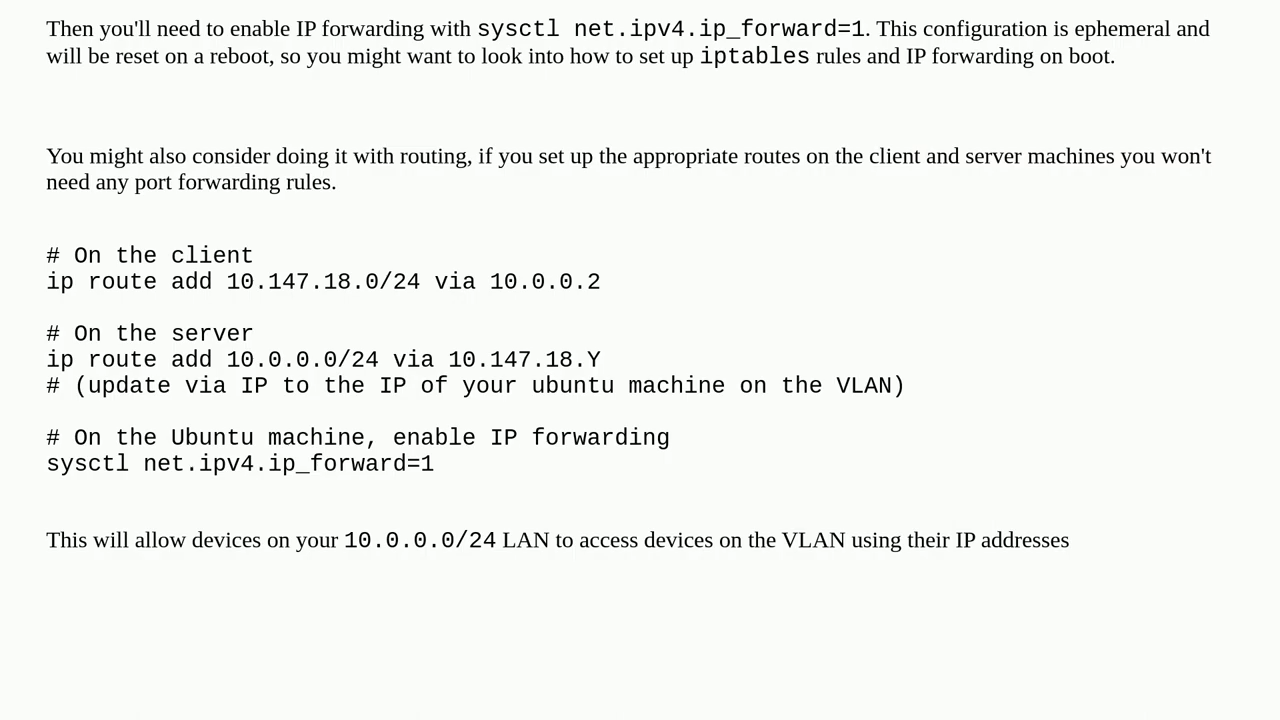 Then you'll need to enable IP forwarding with sysctl net.ipv4.ip_forward=1. This configuration is ephemeral and
will be reset on a reboot, so you might want to look into how to set up iptables rules and IP forwarding on boot.
You might also consider doing it with routing, if you set up the appropriate routes on the client and server machines you won't
need any port forwarding rules.
# On the client
ip route add 10.147.18.0/24 via 10.0.0.2
# On the server
ip route add 10.0.0.0/24 via 10.147.18.Y
# (update via IP to the IP of your ubuntu machine on the VLAN)
# On the Ubuntu machine, enable IP forwarding
sysctl net.ipv4.ip_forward=1
This will allow devices on your 10.0.0.0/24 LAN to access devices on the VLAN using their IP addresses